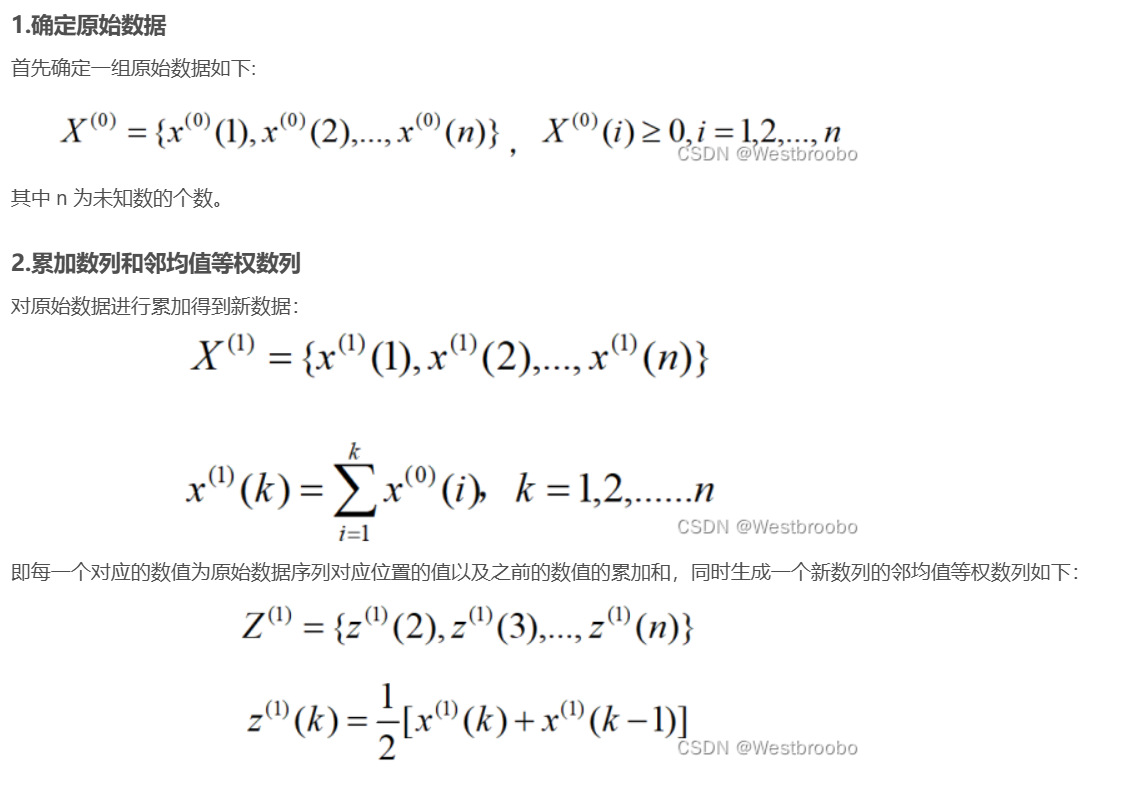 1.确定原始数据
首先确定一组原始数据如下:
X^{(0)} = {x^{(0)}(1), x^{(0)}(2),..., x^{(0)}(n)} , X^{(0)}(i) ≥ 0, i = 1,2,..., n
CSDN @Westbroobo
其中 n 为未知数的个数。
2.累加数列和邻均值等权数列
对原始数据进行累加得到新数据：
X^{(1)} = {x^{(1)}(1), x^{(1)}(2),..., x^{(1)}(n)}
x^{(1)}(k) = \sum_{i=1}^{k} x^{(0)}(i), k = 1,2,......n
CSDN @Westbroobo
即每一个对应的数值为原始数据序列对应位置的值以及之前的数值的累加和，同时生成一个新数列的邻均值等权数列如下：
Z^{(1)} = {z^{(1)}(2), z^{(1)}(3),..., z^{(1)}(n)}
z^{(1)}(k) = \frac{1}{2}[x^{(1)}(k) + x^{(1)}(k − 1)]
CSDN @Westbroobo